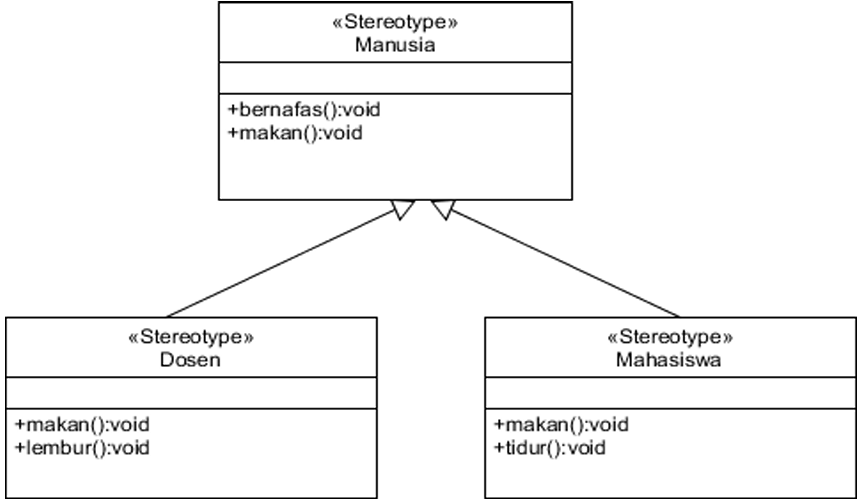 «Stereotype»
Manusia
+bernafas():void
+makan():void
«Stereotype»
Dosen
+makan():void
+lembur():void
«Stereotype»
Mahasiswa
+makan():void
+tidur():void